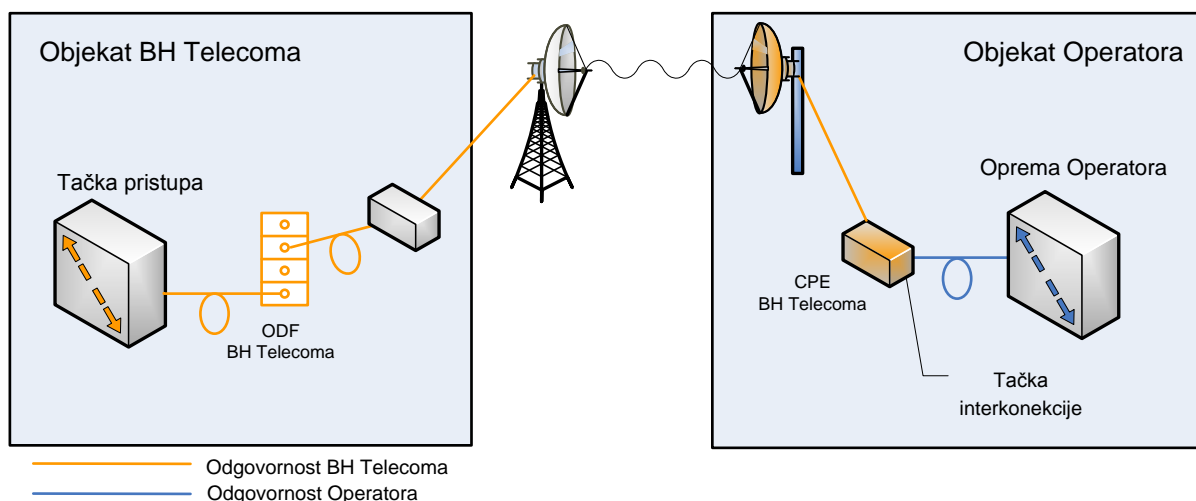 Objekat BH Telecoma
Objekat Operatora
Tačka pristupa
Oprema Operatora
ODF
BH Telecoma
CPE
BH Telecoma
Tačka
interkonekcije
Odgovornost BH Telecoma
Odgovornost Operatora